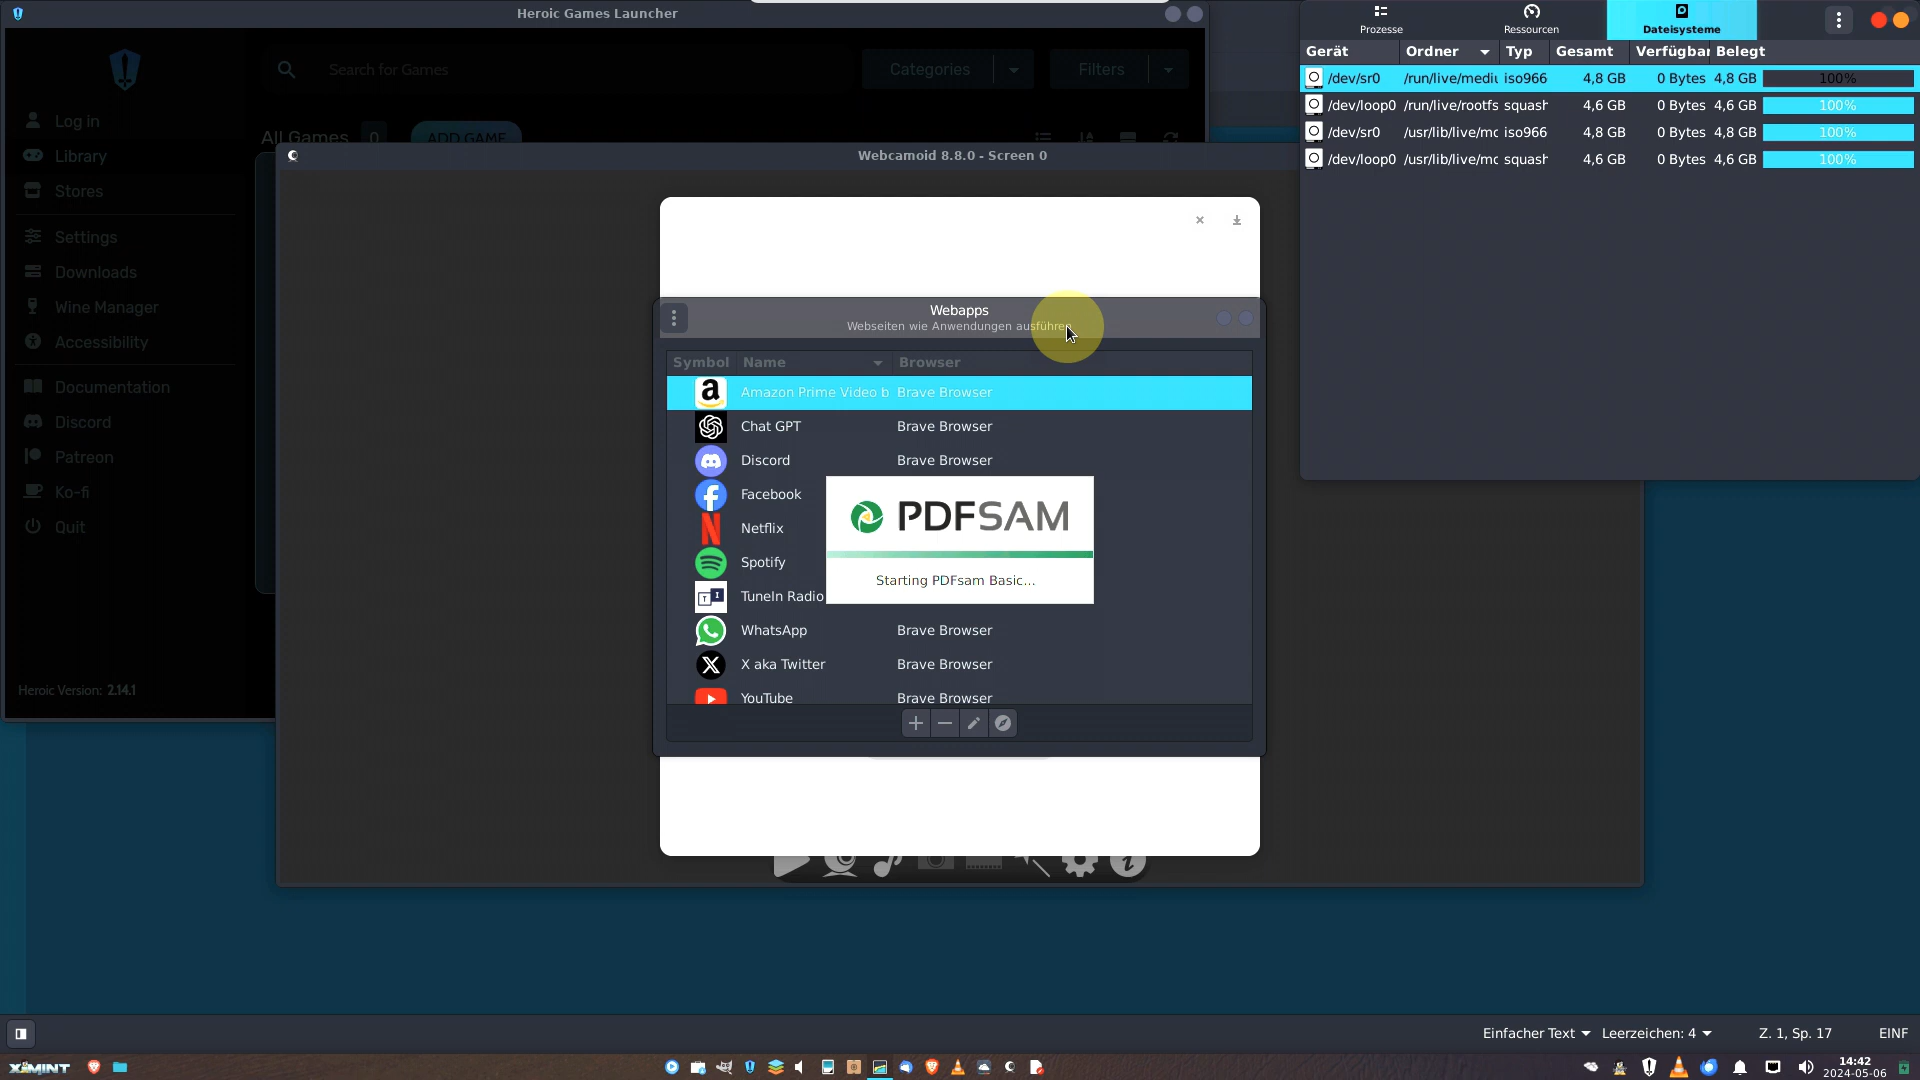 Heroic Games Launcher
Search for Games
Categories
Filters
Log in
Library
Stores
Settings
Downloads
Wine Manager
Accessibility
Documentation
Discord
Patreon
Ko-fi
Quit
Heroic Version: 2.14.1
All Games 0 ADD GAME
Webcamoid 8.8.0 - Screen 0
Webapps
Webseiten wie Anwendungen ausführen
Symbol Name Browser
Amazon Prime Video b Brave Browser
Chat GPT Brave Browser
Discord Brave Browser
Facebook
Netflix
Spotify
TuneIn Radio
WhatsApp Brave Browser
X aka Twitter Brave Browser
YouTube Brave Browser
PDFSAM
Starting PDFsam Basic...
Prozesse Ressourcen Dateisysteme
Gerät Ordner Typ Gesamt Verfügbar Belegt
/dev/sr0 /run/live/mediu iso966 4,8 GB 0 Bytes 4,8 GB 100%
/dev/loop0 /run/live/rootfs squash 4,6 GB 0 Bytes 4,6 GB 100%
/dev/sr0 /usr/lib/live/mo iso966 4,8 GB 0 Bytes 4,8 GB 100%
/dev/loop0 /usr/lib/live/mo squash 4,6 GB 0 Bytes 4,6 GB 100%
Einfacher Text Leerzeichen: 4 Z. 1, Sp. 17 EINF
14:42
2024-05-06